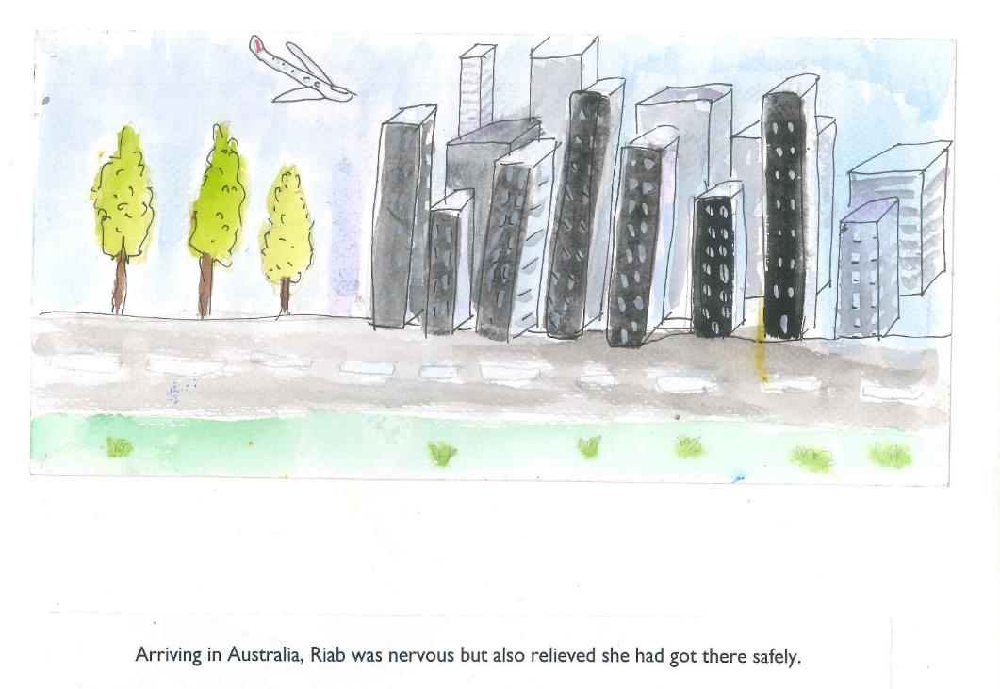 Arriving in Australia, Riab was nervous but also relieved she had got there safely.